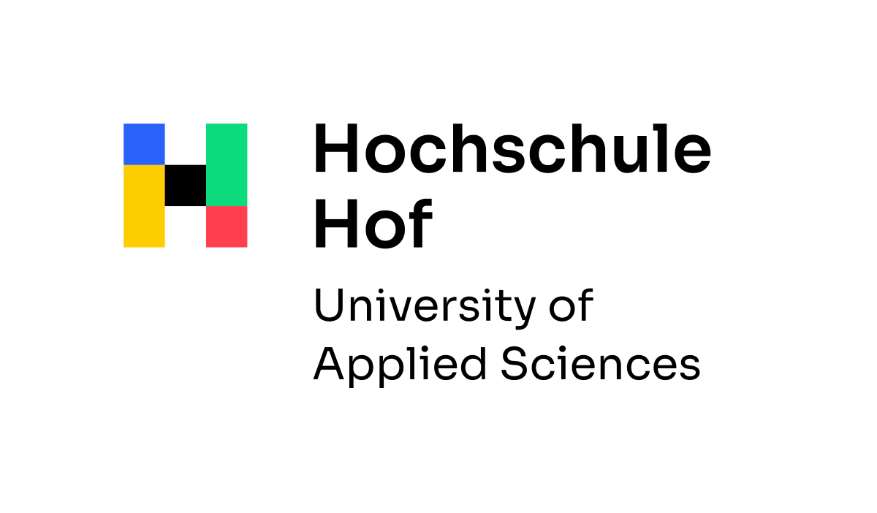 Hochschule
Hof
University of
Applied Sciences